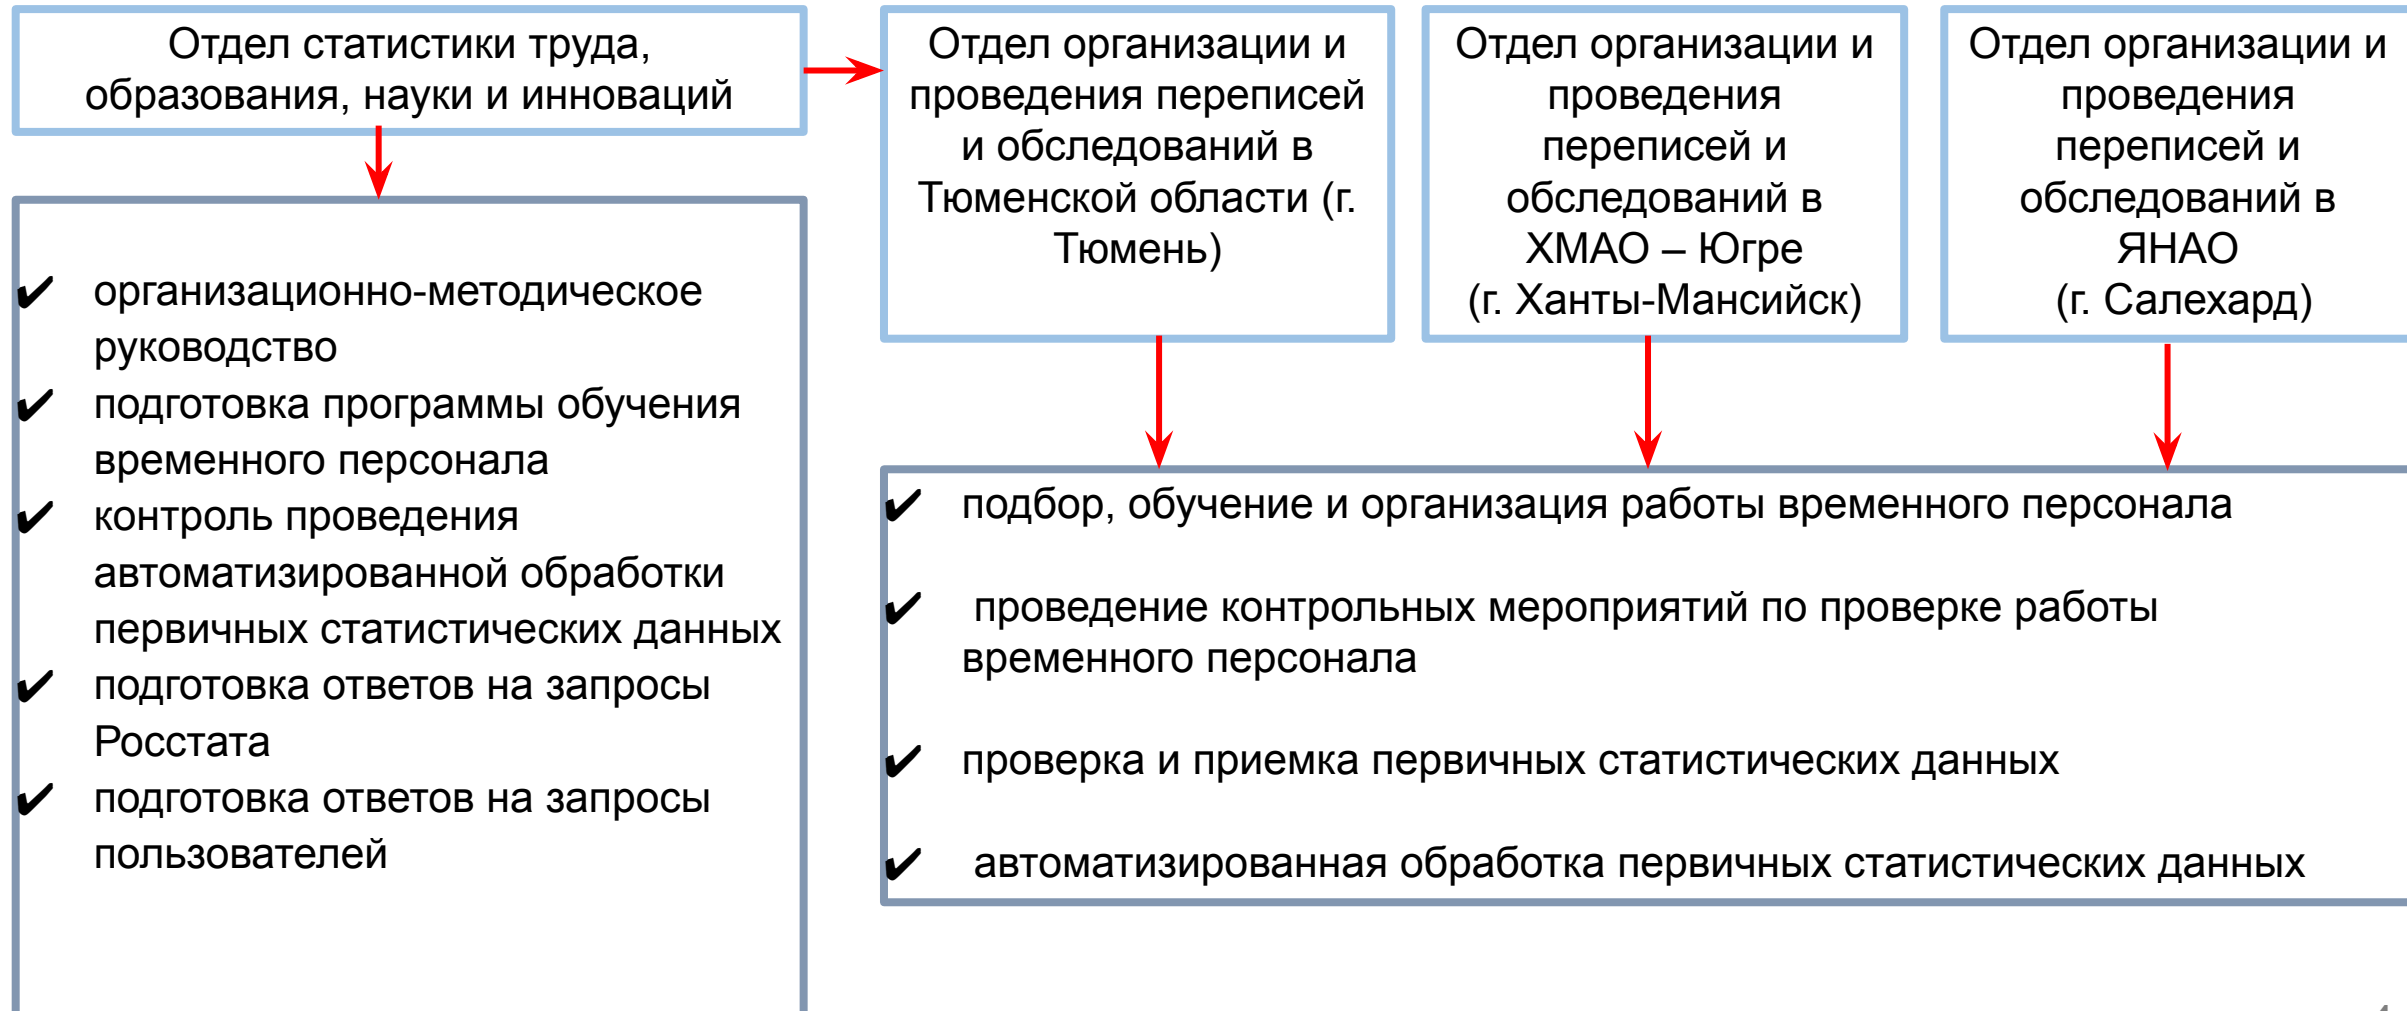 Отдел статистики труда,
образования, науки и инноваций
✔ организационно-методическое
руководство
✔ подготовка программы обучения
временного персонала
✔ контроль проведения
автоматизированной обработки
первичных статистических данных
✔ подготовка ответов на запросы
Росстата
✔ подготовка ответов на запросы
пользователей
Отдел организации и
проведения переписей
и обследований в
Тюменской области (г.
Тюмень)
Отдел организации и
проведения
переписей и
обследований в
ХМАО – Югре
(г. Ханты-Мансийск)
Отдел организации и
проведения
переписей и
обследований в
ЯНАО
(г. Салехард)
✔ подбор, обучение и организация работы временного персонала
✔ проведение контрольных мероприятий по проверке работы
временного персонала
✔ проверка и приемка первичных статистических данных
✔ автоматизированная обработка первичных статистических данных